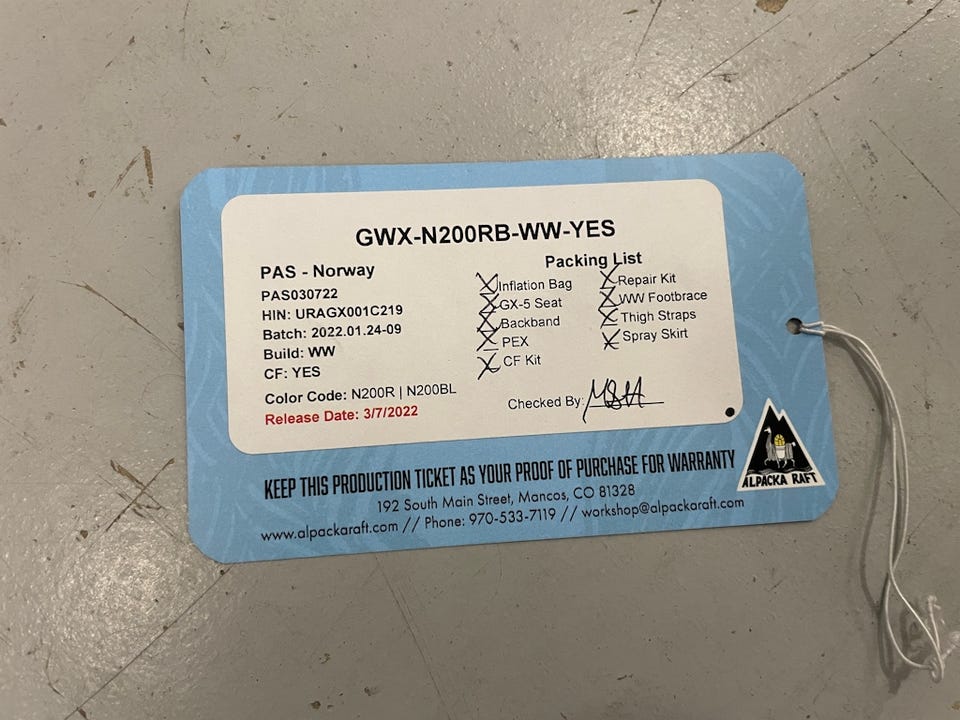 GWX-N200RB-WW-YES
PAS - Norway
PAS030722
HIN: URAGX001C219
Batch: 2022.01.24-09
Build: WW
CF: YES
Color Code: N200R | N200BL
Release Date: 3/7/2022
Packing List
Inflation Bag
GX-5 Seat
Backband
PEX
CF Kit
Repair Kit
WW Footbrace
Thigh Straps
Spray Skirt
Checked By:
KEEP THIS PRODUCTION TICKET AS YOUR PROOF OF PURCHASE FOR WARRANTY
192 South Main Street, Mancos, CO 81328
www.alpackaraft.com // Phone: 970-533-7119 // workshop@alpackaraft.com
ALPACKA RAFT